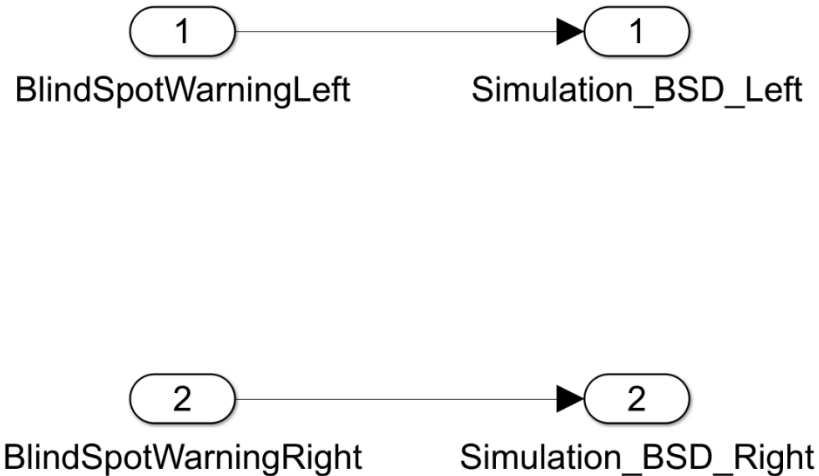 1 1
BlindSpotWarningLeft Simulation_BSD_Left
2 2
BlindSpotWarningRight Simulation_BSD_Right